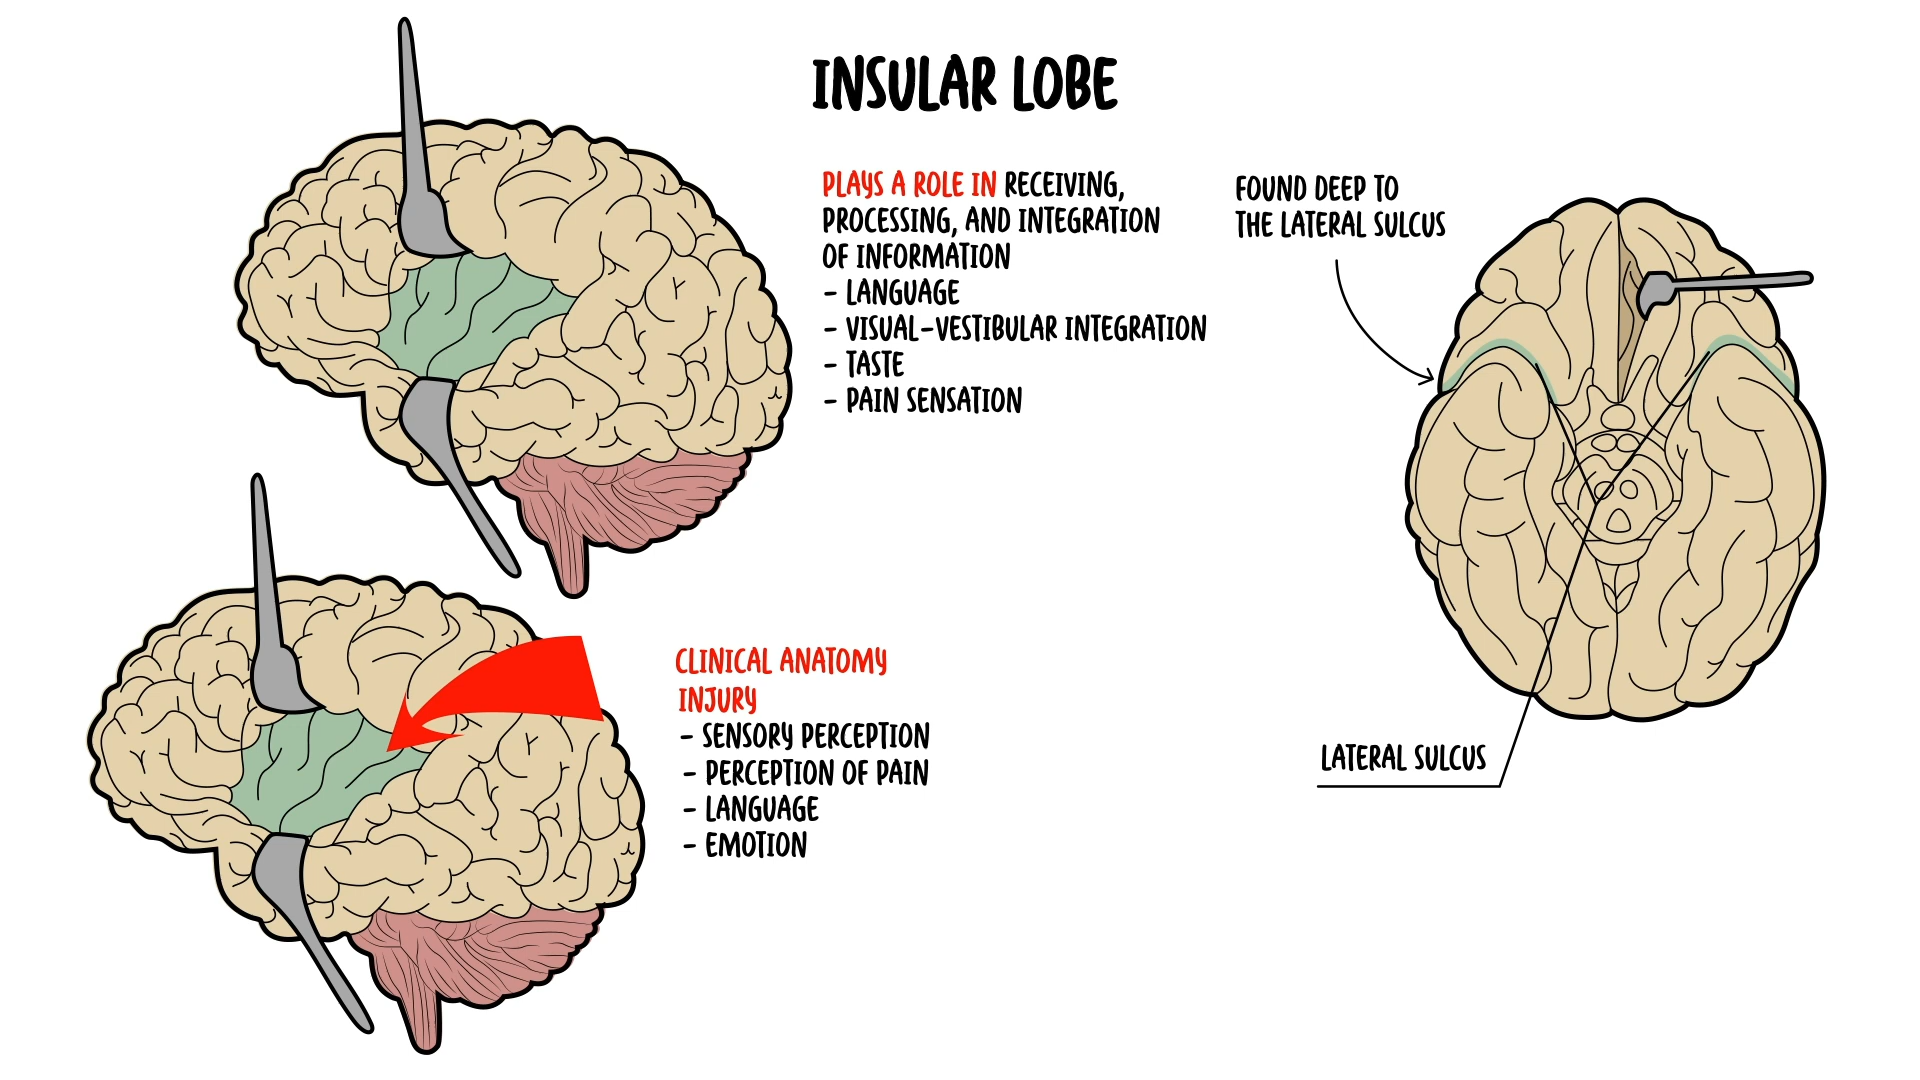 INSULAR LOBE
PLAYS A ROLE IN RECEIVING,
PROCESSING, AND INTEGRATION
OF INFORMATION
- LANGUAGE
- VISUAL-VESTIBULAR INTEGRATION
- TASTE
- PAIN SENSATION
FOUND DEEP TO
THE LATERAL SULCUS
CLINICAL ANATOMY
INJURY
- SENSORY PERCEPTION
- PERCEPTION OF PAIN
- LANGUAGE
- EMOTION
LATERAL SULCUS